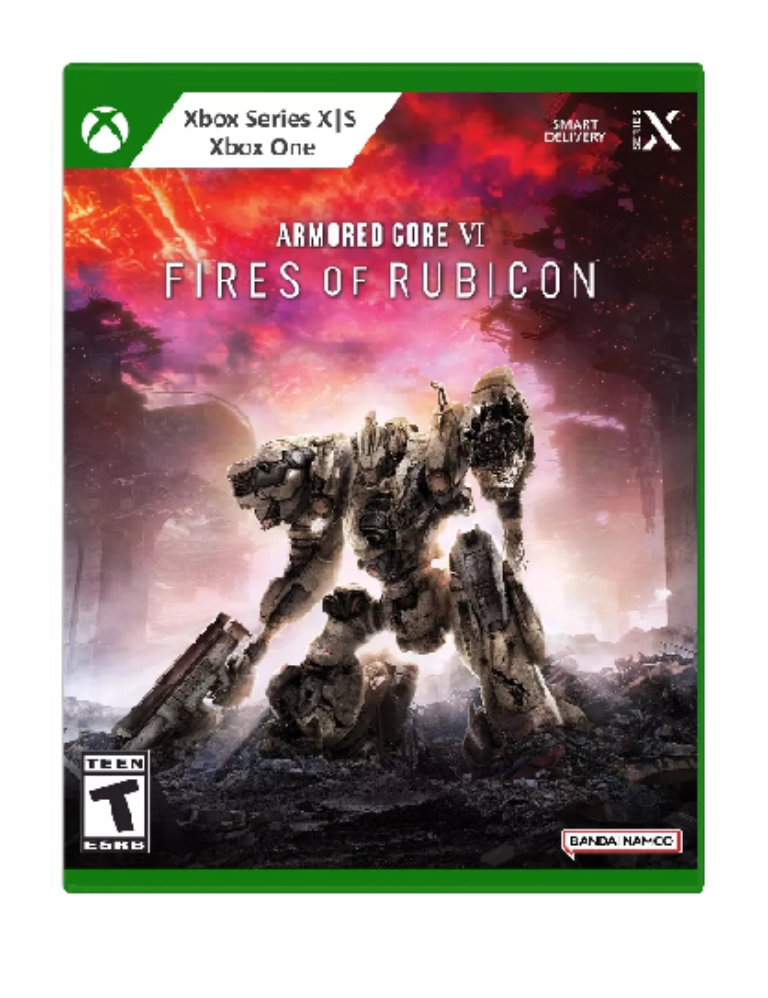 Xbox Series X|S
Xbox One
SMART
DELIVERY
SERIES X
ARMORED CORE VI
FIRES OF RUBICON
TEEN
T
ESRB
BANDAI NAMCO